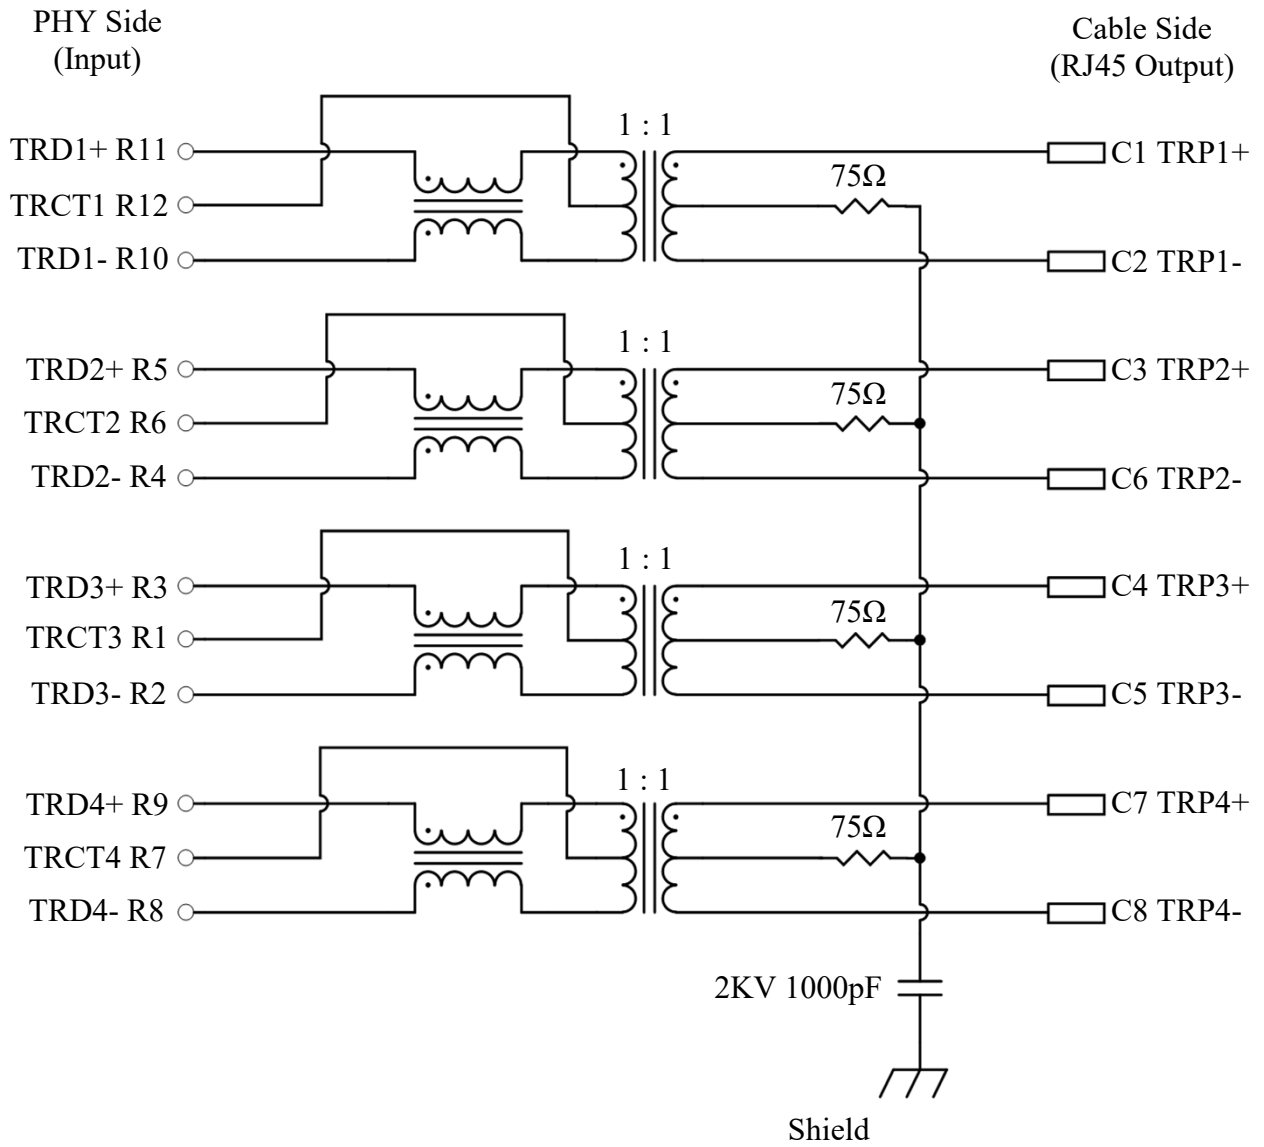 PHY Side
(Input)
Cable Side
(RJ45 Output)
1 : 1
TRD1+ R11
C1 TRP1+
75Ω
TRCT1 R12
TRD1- R10
C2 TRP1-
1 : 1
TRD2+ R5
C3 TRP2+
75Ω
TRCT2 R6
TRD2- R4
C6 TRP2-
1 : 1
TRD3+ R3
C4 TRP3+
75Ω
TRCT3 R1
TRD3- R2
C5 TRP3-
1 : 1
TRD4+ R9
C7 TRP4+
75Ω
TRCT4 R7
TRD4- R8
C8 TRP4-
2KV 1000pF
Shield